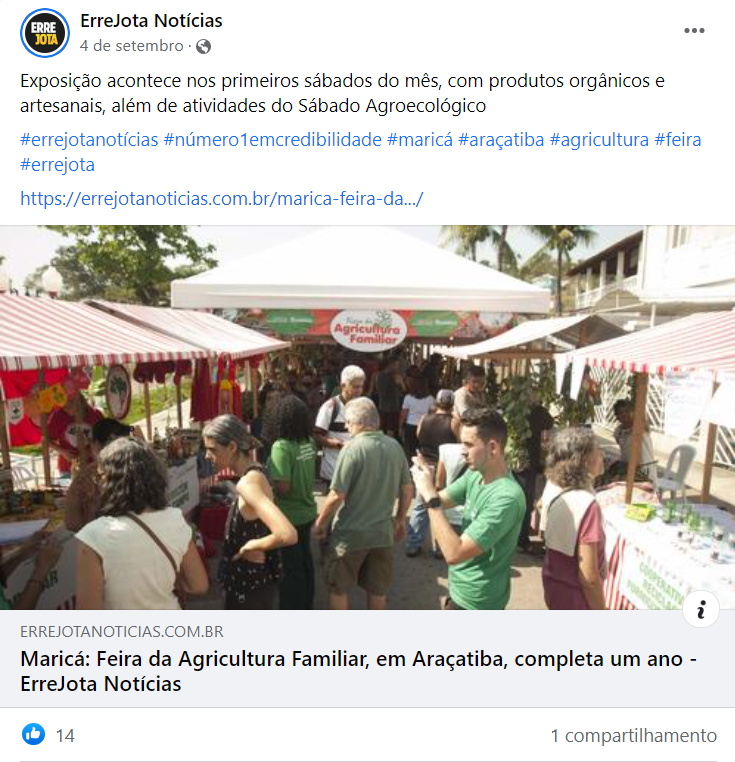 ERRE
JOTA
ErreJota Notícias
4 de setembro ·
Exposição acontece nos primeiros sábados do mês, com produtos orgânicos e
artesanais, além de atividades do Sábado Agroecológico
#errejotanotícias #número1emcredibilidade #maricá #araçatiba #agricultura #feira
#errejota
https://errejotanoticias.com.br/marica-feira-da.../
Feira da
Agricultura
Familiar
COOPERATIVA
ERREJOTANOTICIAS.COM.BR
Maricá: Feira da Agricultura Familiar, em Araçatiba, completa um ano -
ErreJota Notícias
14
1 compartilhamento